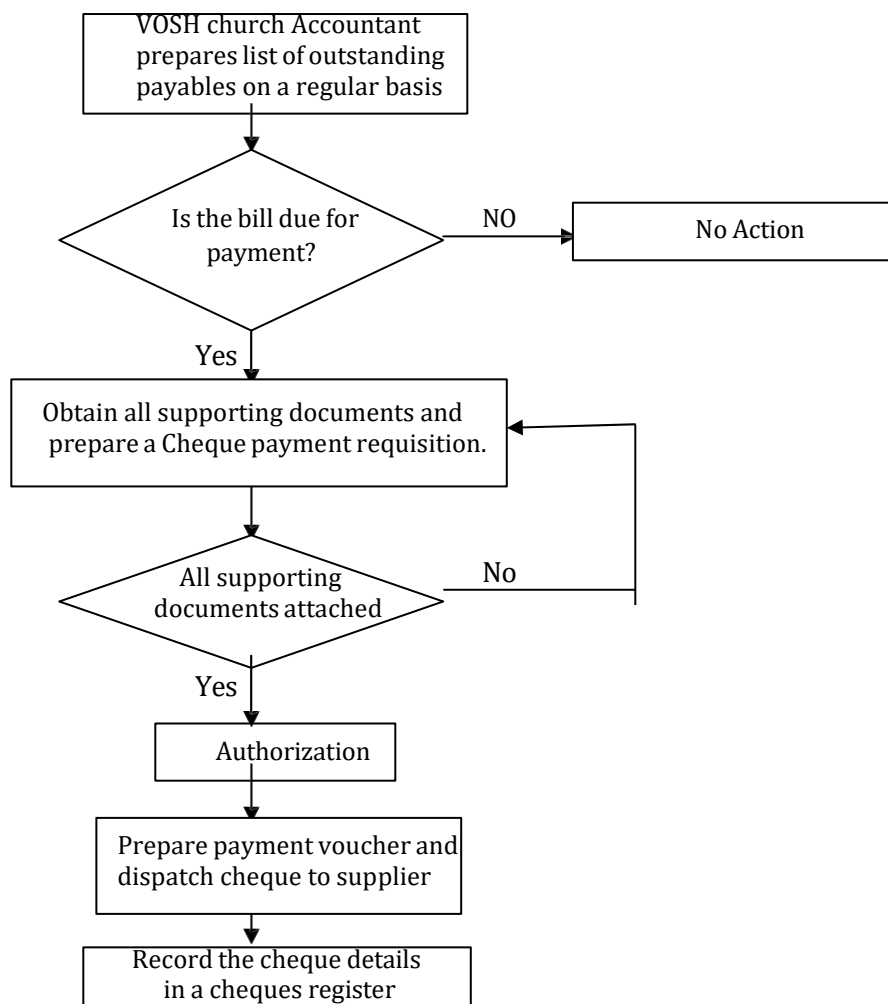 VOSH church Accountant
prepares list of outstanding
payables on a regular basis
Is the bill due for
payment?
NO
No Action
Yes
Obtain all supporting documents and
prepare a Cheque payment requisition.
All supporting
documents attached
No
Yes
Authorization
Prepare payment voucher and
dispatch cheque to supplier
Record the cheque details
in a cheques register